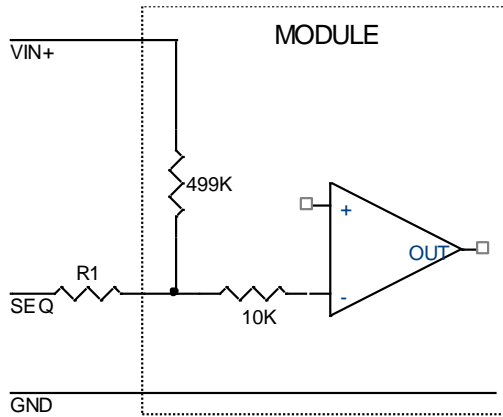 MODULE
VIN+
499K
+
OUT
R1
SEQ
10K
-
GND